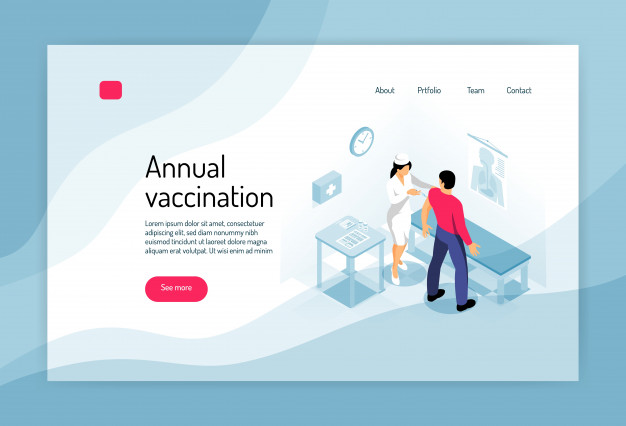 About Prtfolio Team Contact
Annual
vaccination
Lorem ipsum dolor sit amet,
consectetuer adipiscing elit,
sed diam nonummy nibh
euismod tincidunt ut laoreet
dolore magna aliquam erat
volutpat. Ut wisi enim ad minim
See more